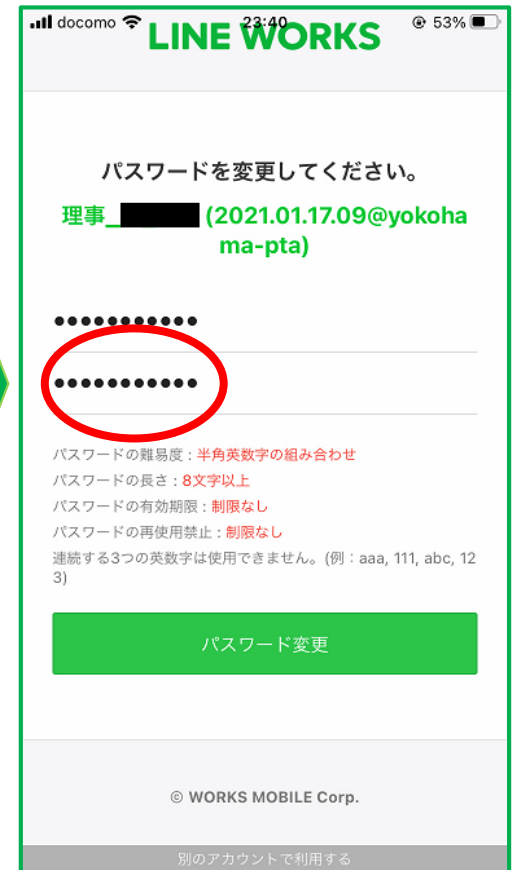 docomo 23:40 53%
LINE WORKS
パスワードを変更してください。
理事_ (2021.01.17.09@yokoha
ma-pta)
•••••••••••
•••••••••••
パスワードの難易度 : 半角英数字の組み合わせ
パスワードの長さ : 8文字以上
パスワードの有効期限 : 制限なし
パスワードの再使用禁止 : 制限なし
連続する3つの英数字は使用できません。(例 : aaa, 111, abc, 12
3)
パスワード変更
© WORKS MOBILE Corp.
別のアカウントで利用する